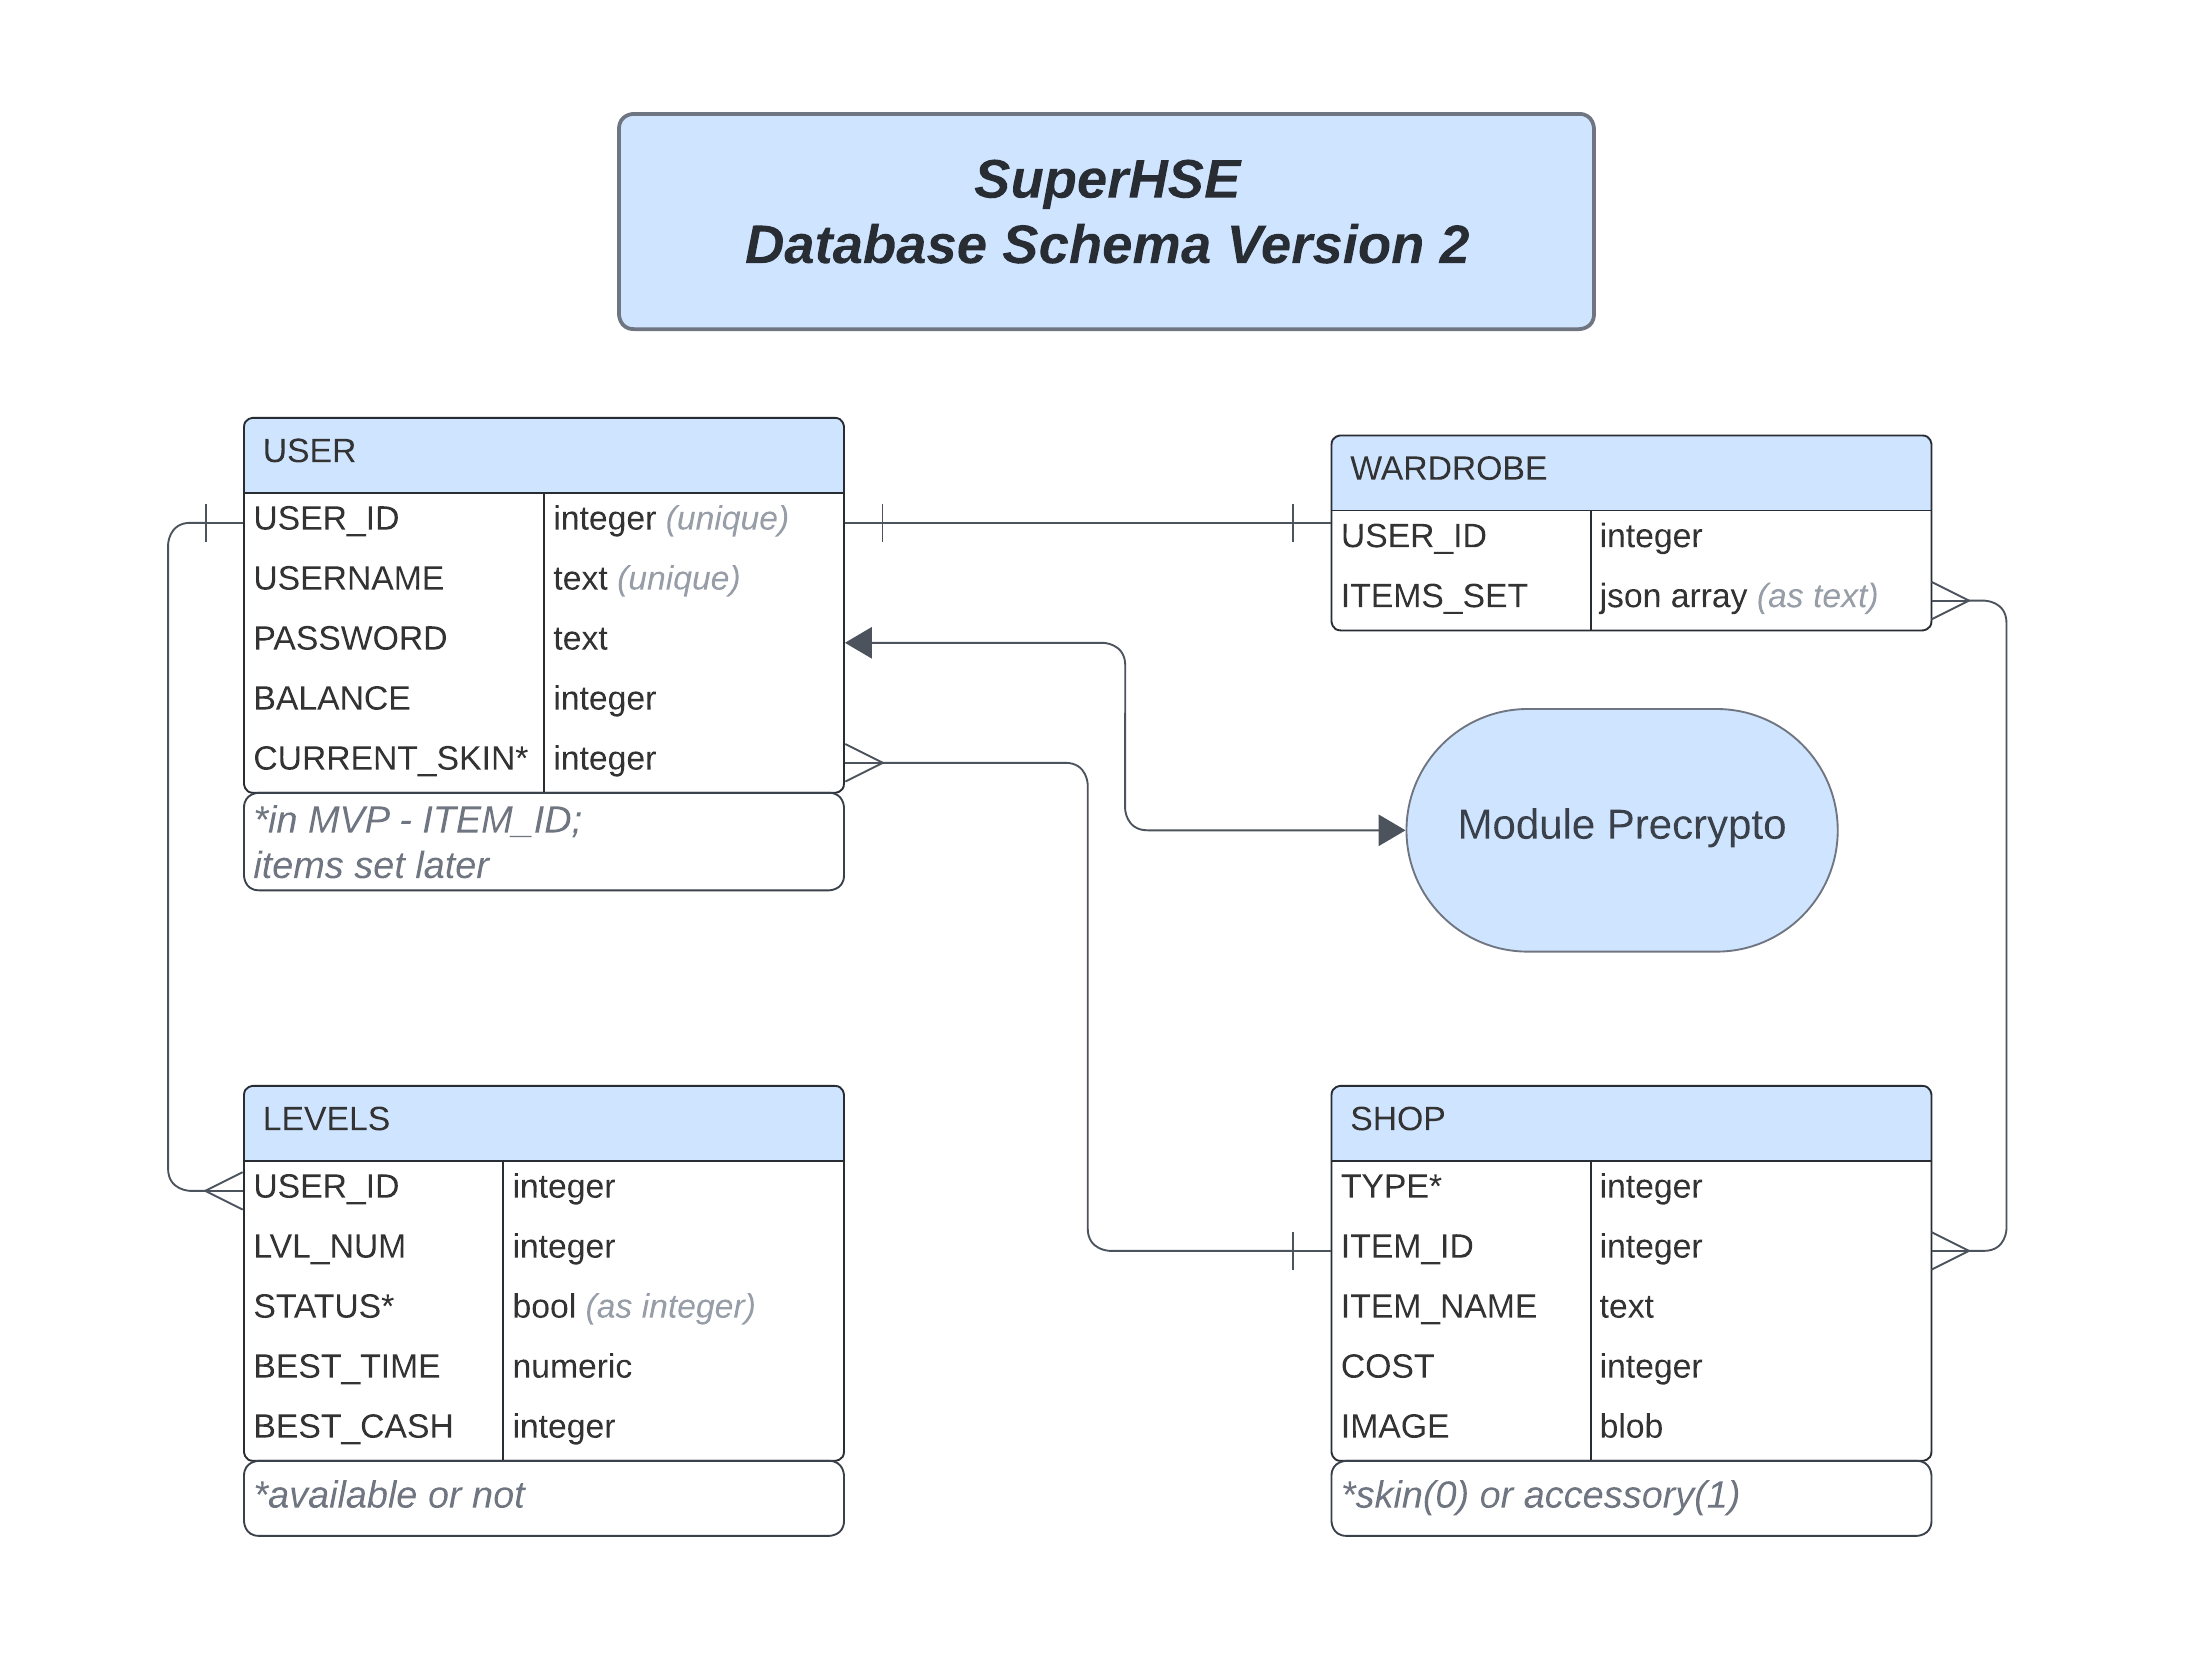 SuperHSE
Database Schema Version 2
USER
USER_ID integer (unique)
USERNAME text (unique)
PASSWORD text
BALANCE integer
CURRENT_SKIN* integer
*in MVP - ITEM_ID;
items set later
WARDROBE
USER_ID integer
ITEMS_SET json array (as text)
Module Precrypto
LEVELS
USER_ID integer
LVL_NUM integer
STATUS* bool (as integer)
BEST_TIME numeric
BEST_CASH integer
*available or not
SHOP
TYPE* integer
ITEM_ID integer
ITEM_NAME text
COST integer
IMAGE blob
*skin(0) or accessory(1)